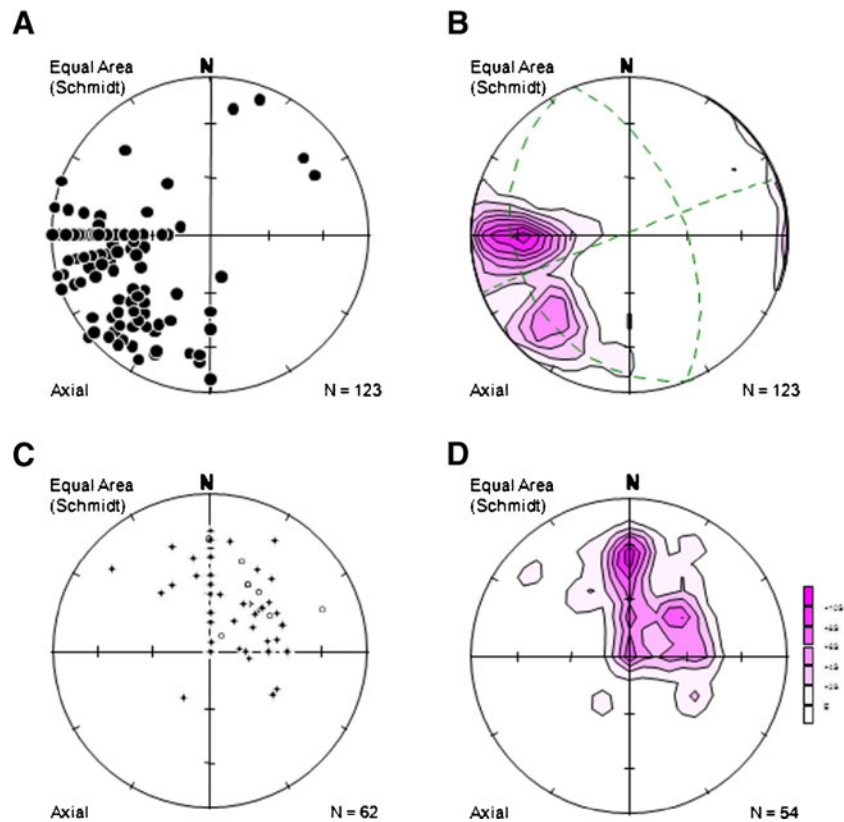 A
B
N
N
Equal Area
(Schmidt)
Equal Area
(Schmidt)
Axial
N = 123
Axial
N = 123
C
D
N
N
Equal Area
(Schmidt)
Equal Area
(Schmidt)
Axial
N = 62
Axial
N = 54